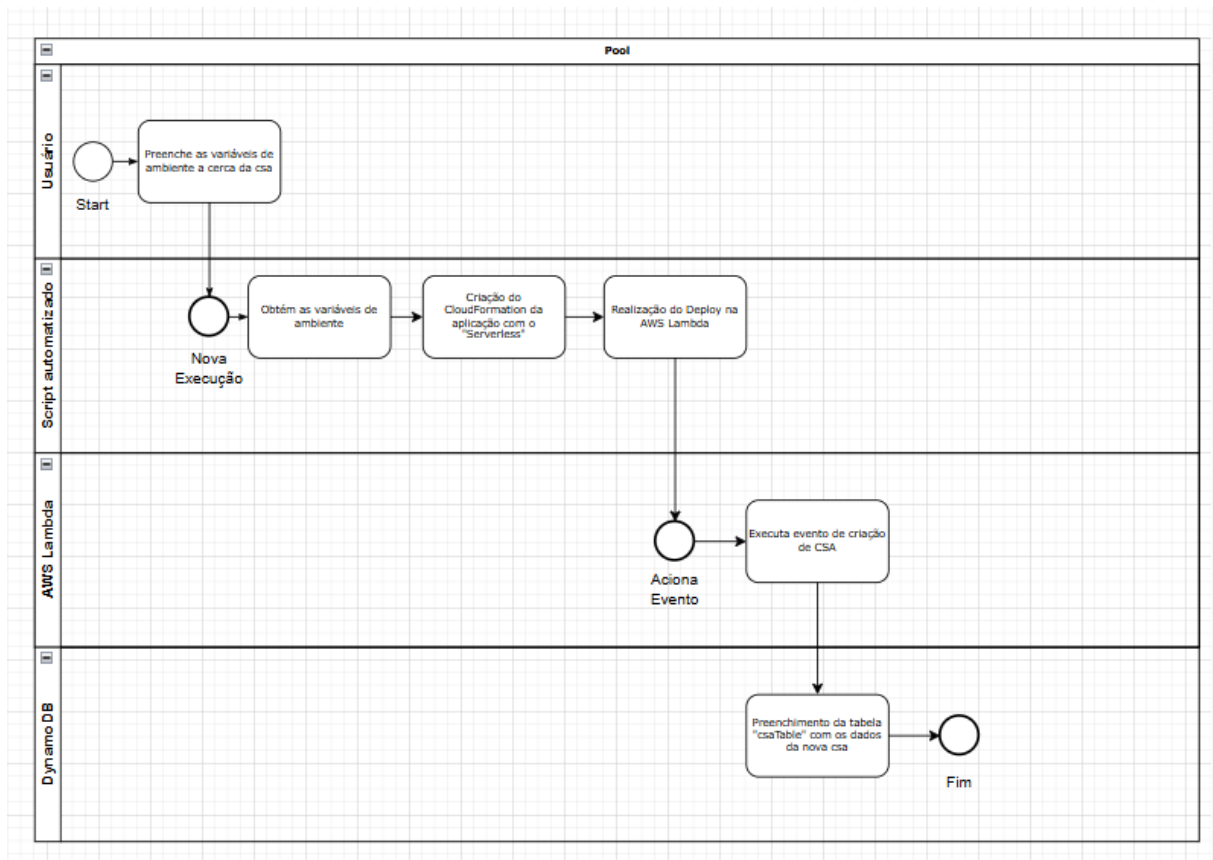 Pool
Usuário
Start
Preenche as variáveis de
ambiente a cerca da csa
Script automatizado
Nova
Execução
Obtém as variáveis de
ambiente
Criação do
CloudFormation da
aplicação com o
"Serverless"
Realização do Deploy na
AWS Lambda
AWS Lambda
Aciona
Evento
Executa evento de criação
de CSA
Dynamo DB
Preenchimento da tabela
"csaTable" com os dados
da nova csa
Fim